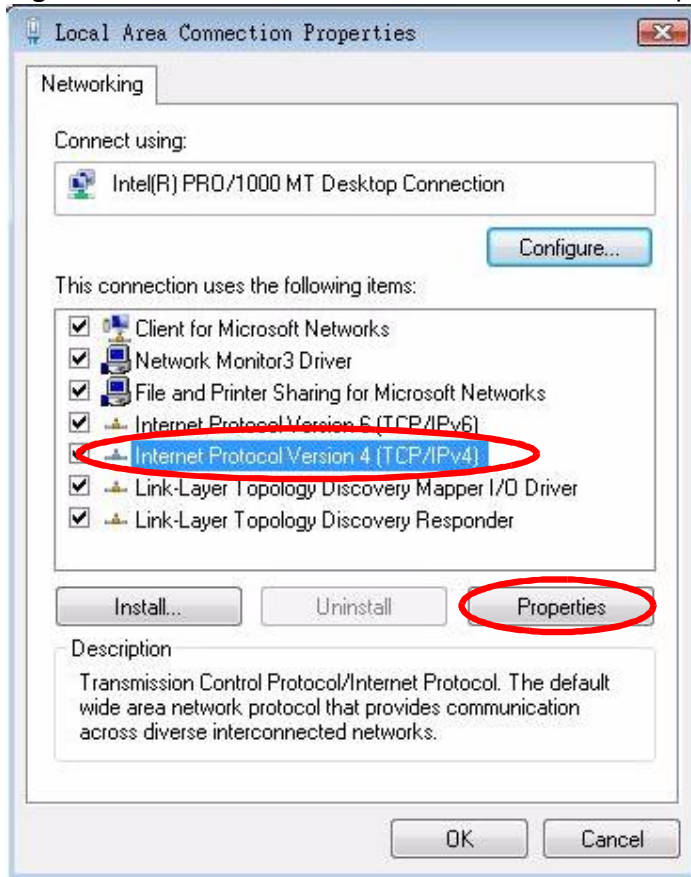 Local Area Connection Properties
Networking
Connect using:
Intel(R) PRO/1000 MT Desktop Connection
Configure...
This connection uses the following items:
Client for Microsoft Networks
Network Monitor3 Driver
File and Printer Sharing for Microsoft Networks
Internet Protocol Version 6 (TCP/IPv6)
Internet Protocol Version 4 (TCP/IPv4)
Link-Layer Topology Discovery Mapper I/O Driver
Link-Layer Topology Discovery Responder
Install... Uninstall Properties
Description
Transmission Control Protocol/Internet Protocol. The default
wide area network protocol that provides communication
across diverse interconnected networks.
OK Cancel